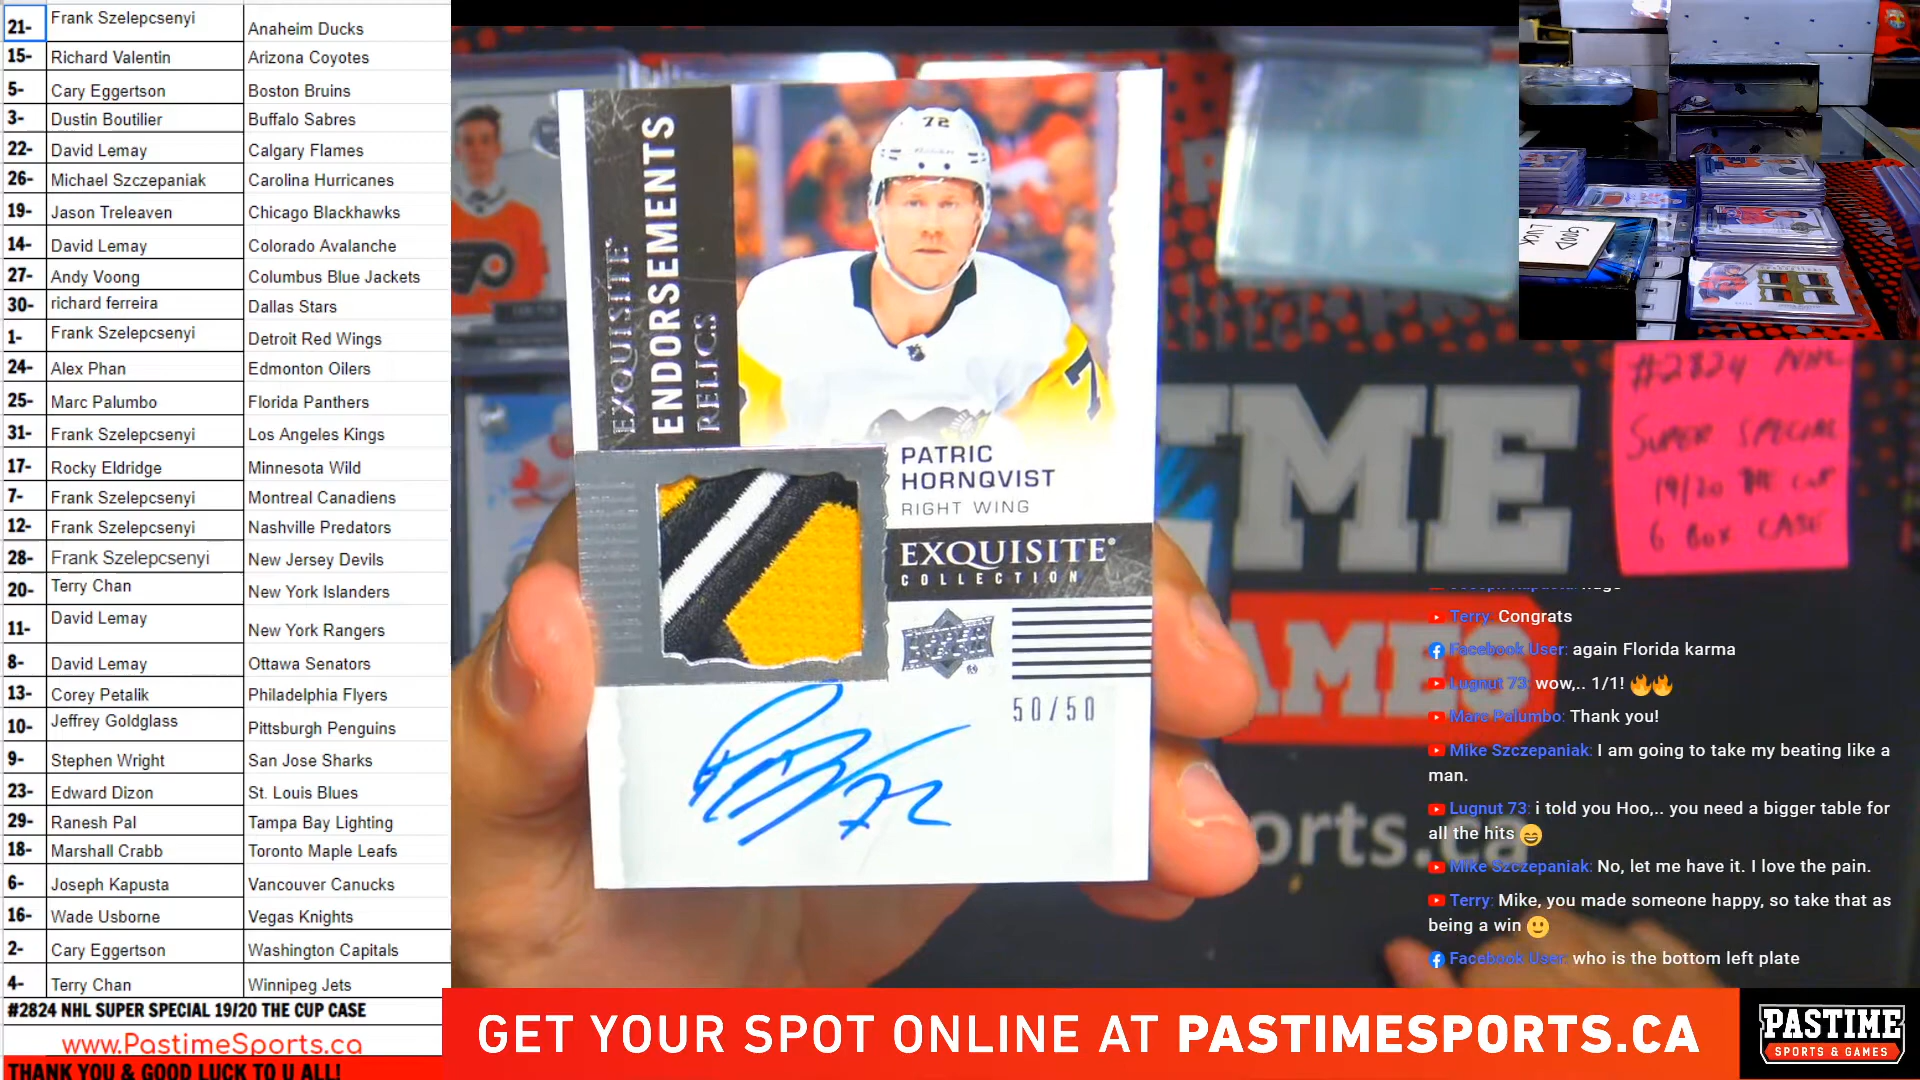 21- Frank Szelepcsenyi Anaheim Ducks
15- Richard Valentin Arizona Coyotes
5- Cary Eggertson Boston Bruins
3- Dustin Boutilier Buffalo Sabres
22- David Lemay Calgary Flames
26- Michael Szczepaniak Carolina Hurricanes
19- Jason Treleaven Chicago Blackhawks
14- David Lemay Colorado Avalanche
27- Andy Voong Columbus Blue Jackets
30- richard ferreira Dallas Stars
1- Frank Szelepcsenyi Detroit Red Wings
24- Alex Phan Edmonton Oilers
25- Marc Palumbo Florida Panthers
31- Frank Szelepcsenyi Los Angeles Kings
17- Rocky Eldridge Minnesota Wild
7- Frank Szelepcsenyi Montreal Canadiens
12- Frank Szelepcsenyi Nashville Predators
28- Frank Szelepcsenyi New Jersey Devils
20- Terry Chan New York Islanders
11- David Lemay New York Rangers
8- David Lemay Ottawa Senators
13- Corey Petalik Philadelphia Flyers
10- Jeffrey Goldglass Pittsburgh Penguins
9- Stephen Wright San Jose Sharks
23- Edward Dizon St. Louis Blues
29- Ranesh Pal Tampa Bay Lighting
18- Marshall Crabb Toronto Maple Leafs
6- Joseph Kapusta Vancouver Canucks
16- Wade Usborne Vegas Knights
2- Cary Eggertson Washington Capitals
4- Terry Chan Winnipeg Jets
#2824 NHL SUPER SPECIAL 19/20 THE CUP CASE
www.PastimeSports.ca
THANK YOU & GOOD LUCK TO U ALL!
EXQUISITE
ENDORSEMENTS
RELICS
72
7
PATRIC
HORNQVIST
RIGHT WING
EXQUISITE
COLLECTION
UPPER DECK
50/50
72
GOOD
LUCK
#2824 NHL
SUPER SPECIAL
19/20 THE CUP
6 BOX CASE
TIME
GAMES
orts.ca
Terry: Congrats
Facebook User: again Florida karma
Lugnut 73: wow,.. 1/1! 🔥🔥
Marc Palumbo: Thank you!
Mike Szczepaniak: I am going to take my beating like a
man.
Lugnut 73: i told you Hoo,.. you need a bigger table for
all the hits 😄
Mike Szczepaniak: No, let me have it. I love the pain.
Terry: Mike, you made someone happy, so take that as
being a win 🙂
Facebook User: who is the bottom left plate
GET YOUR SPOT ONLINE AT PASTIMESPORTS.CA
PASTIME
SPORTS & GAMES